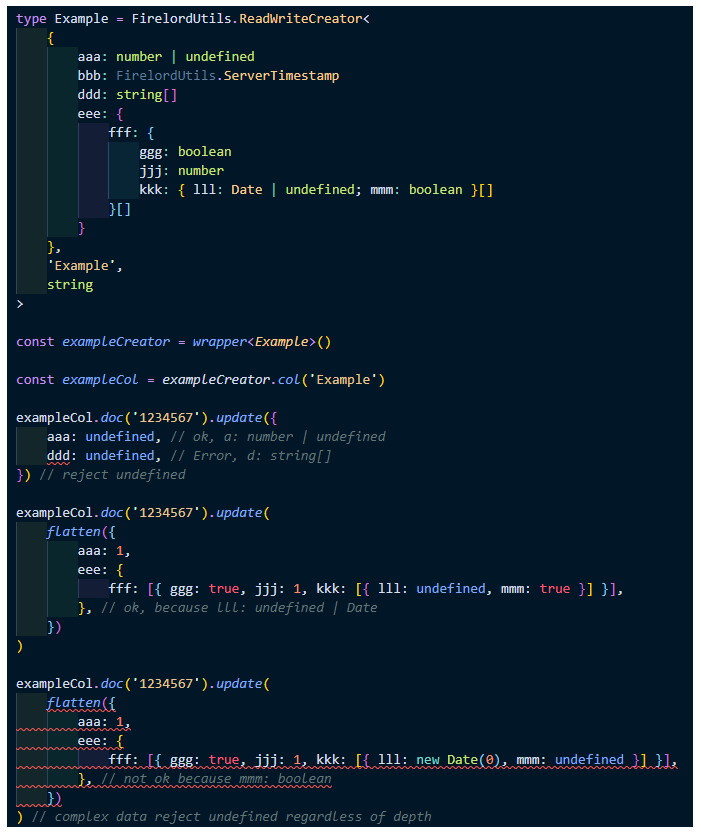 type Example = FirelordUtils.ReadWriteCreator<
    {
        aaa: number | undefined
        bbb: FirelordUtils.ServerTimestamp
        ddd: string[]
        eee: {
            fff: {
                ggg: boolean
                jjj: number
                kkk: { lll: Date | undefined; mmm: boolean }[]
            }[]
        }
    },
    'Example',
    string
>
const exampleCreator = wrapper<Example>()
const exampleCol = exampleCreator.col('Example')
exampleCol.doc('1234567').update({
    aaa: undefined, // ok, a: number | undefined
    ddd: undefined, // Error, d: string[]
}) // reject undefined
exampleCol.doc('1234567').update(
    flatten({
        aaa: 1,
        eee: {
            fff: [{ ggg: true, jjj: 1, kkk: [{ lll: undefined, mmm: true }] }],
        }, // ok, because lll: undefined | Date
    })
)
exampleCol.doc('1234567').update(
    flatten({
        aaa: 1,
        eee: {
            fff: [{ ggg: true, jjj: 1, kkk: [{ lll: new Date(0), mmm: undefined }] }],
        }, // not ok because mmm: boolean
    })
) // complex data reject undefined regardless of depth